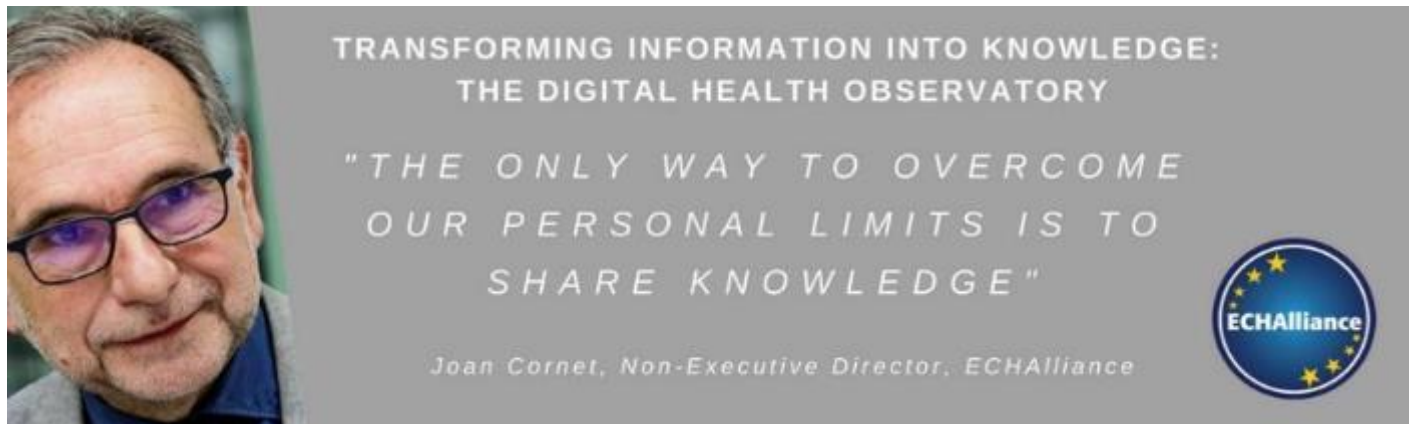 TRANSFORMING INFORMATION INTO KNOWLEDGE:
THE DIGITAL HEALTH OBSERVATORY
"THE ONLY WAY TO OVERCOME
OUR PERSONAL LIMITS IS TO
SHARE KNOWLEDGE"
Joan Cornet, Non-Executive Director, ECHAlliance
ECHAlliance